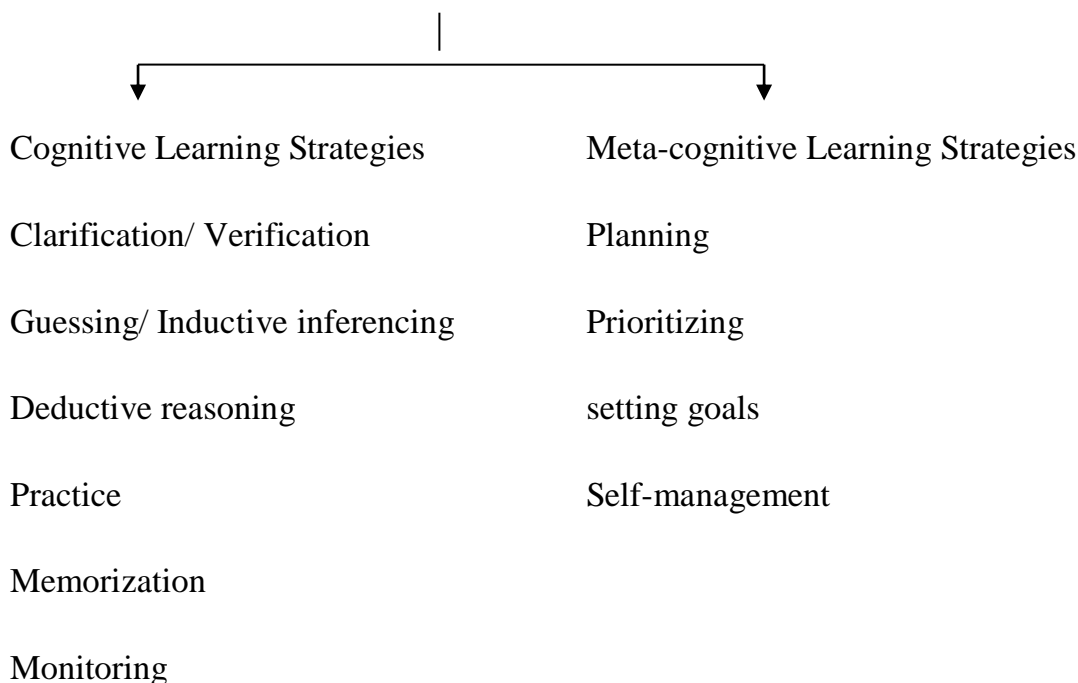 Cognitive Learning Strategies Meta-cognitive Learning Strategies
Clarification/ Verification Planning
Guessing/ Inductive inferencing Prioritizing
Deductive reasoning setting goals
Practice Self-management
Memorization
Monitoring